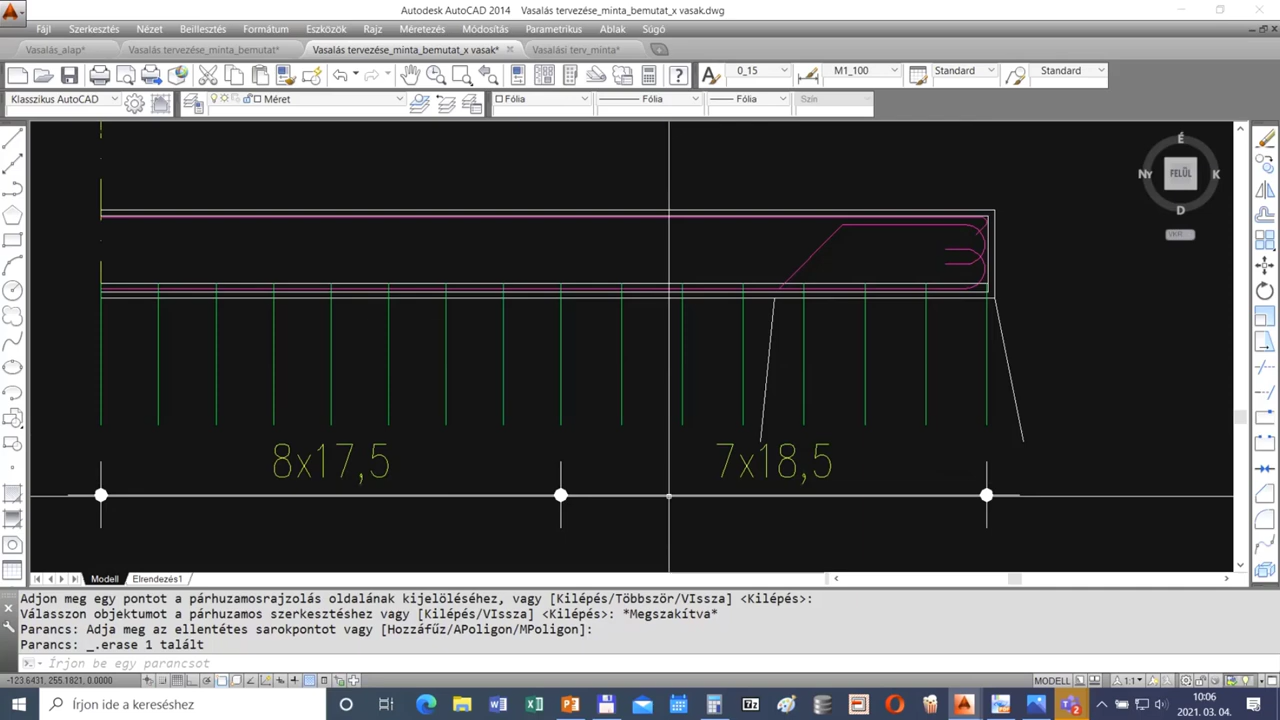 Autodesk AutoCAD 2014 Vasalás tervezése_minta_bemutat_x vasak.dwg
Fájl Szerkesztés Nézet Beillesztés Formátum Eszközök Rajz Méretezés Módosítás Parametrikus Ablak Súgó
Vasalás_alap* Vasalás tervezése_minta_bemutat* Vasalás tervezése_minta_bemutat_x vasak* Vasalási terv_minta*
0_15 M1_100 Standard Standard
Klasszikus AutoCAD Méret Fólia Fólia Fólia Szín
É
NY FELÜL K
D
VKR
8x17,5 7x18,5
Modell Elrendezés1
Adjon meg egy pontot a párhuzamosrajzolás oldalának kijelöléséhez, vagy [Kilépés/Többször/VIssza] <Kilépés>:
Válasszon objektumot a párhuzamos szerkesztéshez vagy [Kilépés/VIssza] <Kilépés>: *Megszakítva*
Parancs: Adja meg az ellentétes sarokpontot vagy [Hozzáfűz/APoligon/MPoligon]:
Parancs: _.erase 1 talált
Írjon be egy parancsot
-123.6431, 255.1821, 0.0000 MODELL 1:1
Írjon ide a kereséshez
10:06
2021. 03. 04.